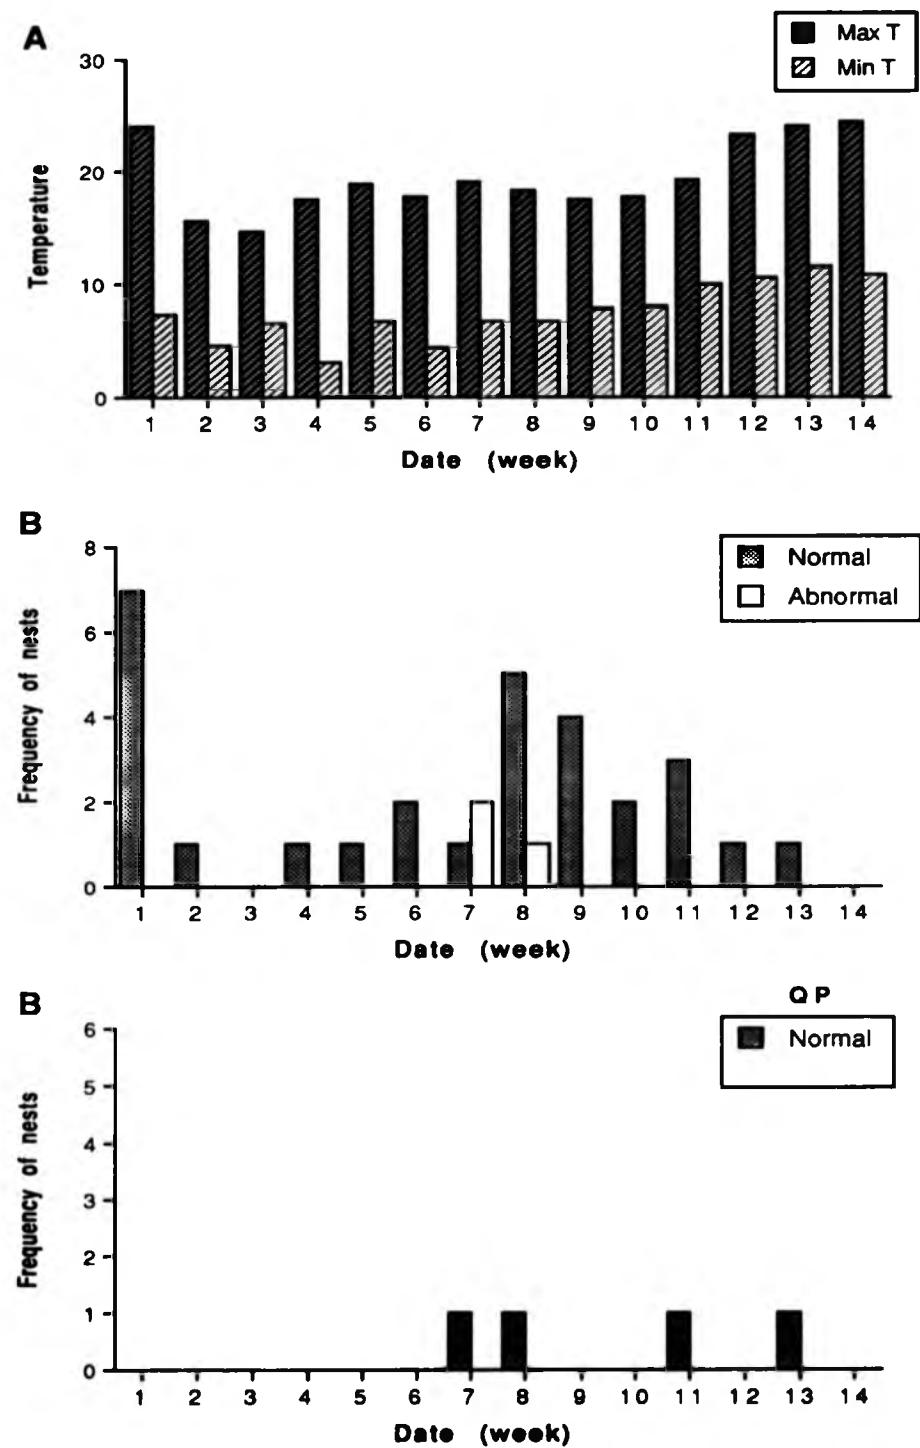 A
Max T
Min T
Temperature
30
20
10
0
1 2 3 4 5 6 7 8 9 10 11 12 13 14
Date (week)
B
Normal
Abnormal
Frequency of nests
8
6
4
2
0
1 2 3 4 5 6 7 8 9 10 11 12 13 14
Date (week)
B
QP
Normal
Frequency of nests
6
5
4
3
2
1
0
1 2 3 4 5 6 7 8 9 10 11 12 13 14
Date (week)